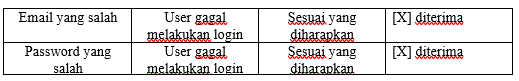 Email yang salah
User gagal melakukan login
Sesuai yang diharapkan
[X] diterima
Password yang salah
User gagal melakukan login
Sesuai yang diharapkan
[X] diterima